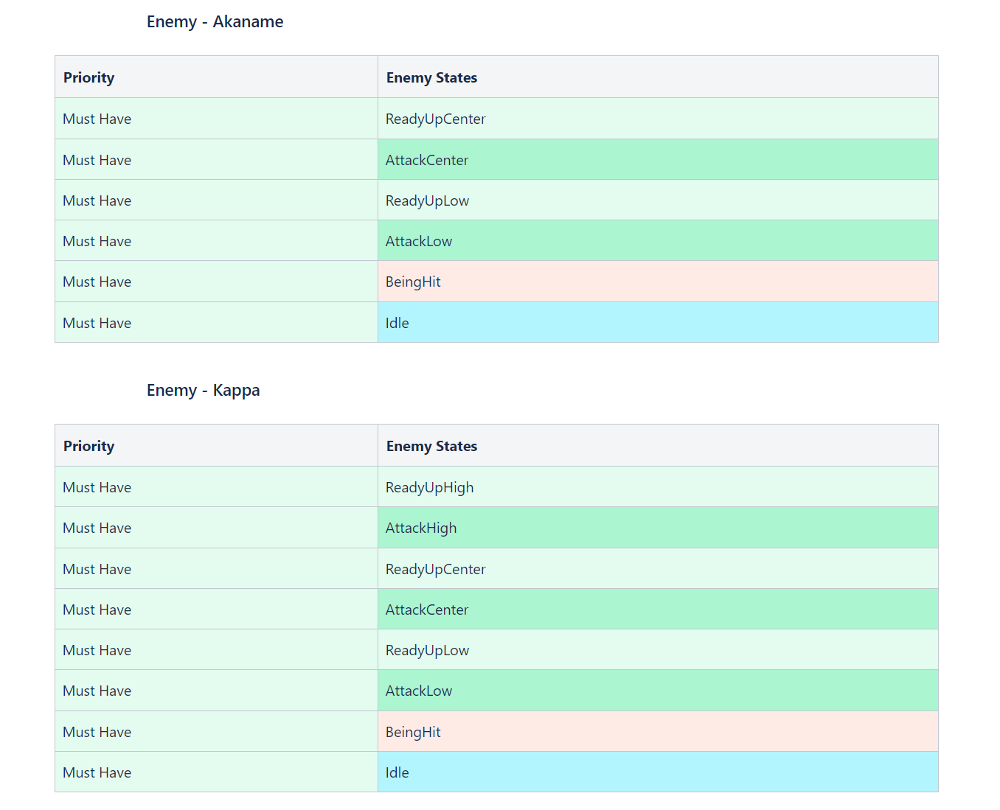 Enemy - Akaname
Priority Enemy States
Must Have ReadyUpCenter
Must Have AttackCenter
Must Have ReadyUpLow
Must Have AttackLow
Must Have BeingHit
Must Have Idle
Enemy - Kappa
Priority Enemy States
Must Have ReadyUpHigh
Must Have AttackHigh
Must Have ReadyUpCenter
Must Have AttackCenter
Must Have ReadyUpLow
Must Have AttackLow
Must Have BeingHit
Must Have Idle